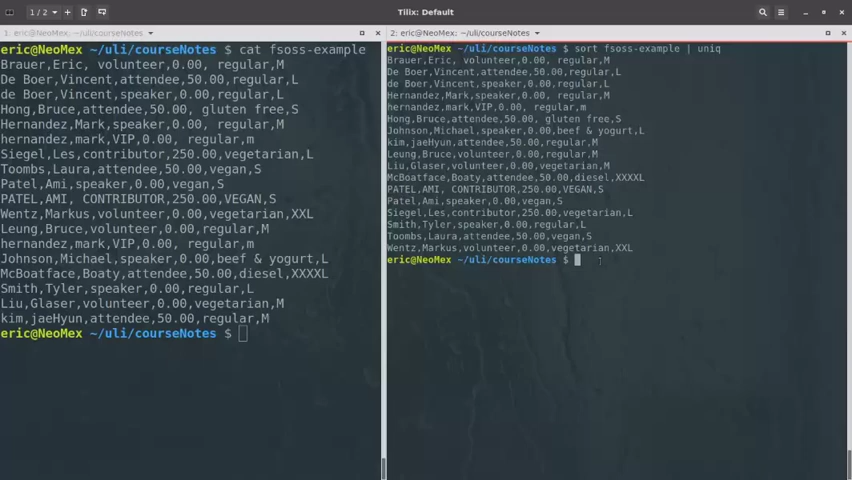 1 / 2
Tilix: Default
1: eric@NeoMex: ~/uli/courseNotes
2: eric@NeoMex: ~/uli/courseNotes
eric@NeoMex ~/uli/courseNotes $ cat fsoss-example
Brauer,Eric, volunteer,0.00, regular,M
De Boer,Vincent,attendee,50.00,regular,L
de Boer,Vincent,speaker,0.00,regular,L
Hong,Bruce,attendee,50.00, gluten free,S
Hernandez,Mark,speaker,0.00, regular,M
hernandez,mark,VIP,0.00, regular,m
Siegel,Les,contributor,250.00,vegetarian,L
Toombs,Laura,attendee,50.00,vegan,S
Patel,Ami,speaker,0.00,vegan,S
PATEL,AMI, CONTRIBUTOR,250.00,VEGAN,S
Wentz,Markus,volunteer,0.00,vegetarian,XXL
Leung,Bruce,volunteer,0.00,regular,M
hernandez,mark,VIP,0.00, regular,m
Johnson,Michael,speaker,0.00,beef & yogurt,L
McBoatface,Boaty,attendee,50.00,diesel,XXXXL
Smith,Tyler,speaker,0.00,regular,L
Liu,Glaser,volunteer,0.00,vegetarian,M
kim,jaeHyun,attendee,50.00,regular,M
eric@NeoMex ~/uli/courseNotes $
eric@NeoMex ~/uli/courseNotes $ sort fsoss-example | uniq
Brauer,Eric, volunteer,0.00, regular,M
De Boer,Vincent,attendee,50.00,regular,L
de Boer,Vincent,speaker,0.00,regular,L
Hernandez,Mark,speaker,0.00, regular,M
hernandez,mark,VIP,0.00, regular,m
Hong,Bruce,attendee,50.00, gluten free,S
Johnson,Michael,speaker,0.00,beef & yogurt,L
kim,jaeHyun,attendee,50.00,regular,M
Leung,Bruce,volunteer,0.00,regular,M
Liu,Glaser,volunteer,0.00,vegetarian,M
McBoatface,Boaty,attendee,50.00,diesel,XXXXL
PATEL,AMI, CONTRIBUTOR,250.00,VEGAN,S
Patel,Ami,speaker,0.00,vegan,S
Siegel,Les,contributor,250.00,vegetarian,L
Smith,Tyler,speaker,0.00,regular,L
Toombs,Laura,attendee,50.00,vegan,S
Wentz,Markus,volunteer,0.00,vegetarian,XXL
eric@NeoMex ~/uli/courseNotes $